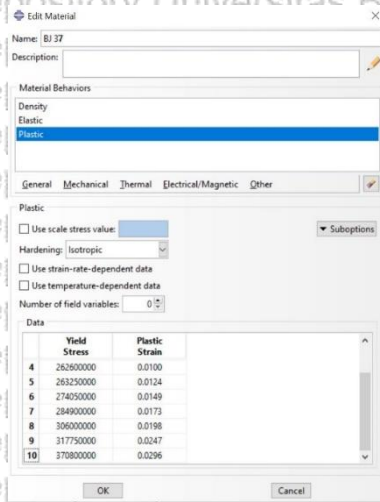 Edit Material
Name: BJ 37
Description:
Material Behaviors
Density
Elastic
Plastic
General Mechanical Thermal Electrical/Magnetic Other
Plastic
Use scale stress value:
Suboptions
Hardening: Isotropic
Use strain-rate-dependent data
Use temperature-dependent data
Number of field variables: 0
Data
Yield Stress Plastic Strain
4 262600000 0.0100
5 263250000 0.0124
6 274050000 0.0149
7 284900000 0.0173
8 306000000 0.0198
9 317750000 0.0247
10 370800000 0.0296
OK Cancel